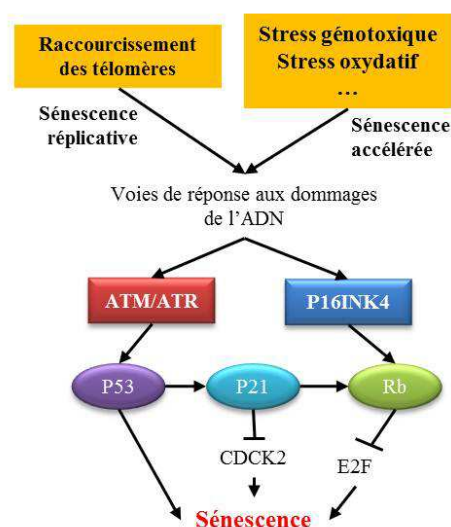 Raccourcissement
des télomères
Stress génotoxique
Stress oxydatif
...
Sénescence
réplicative
Sénescence
accélérée
Voies de réponse aux dommages
de l'ADN
ATM/ATR
P16INK4
P53
P21
Rb
CDCK2
E2F
Sénescence